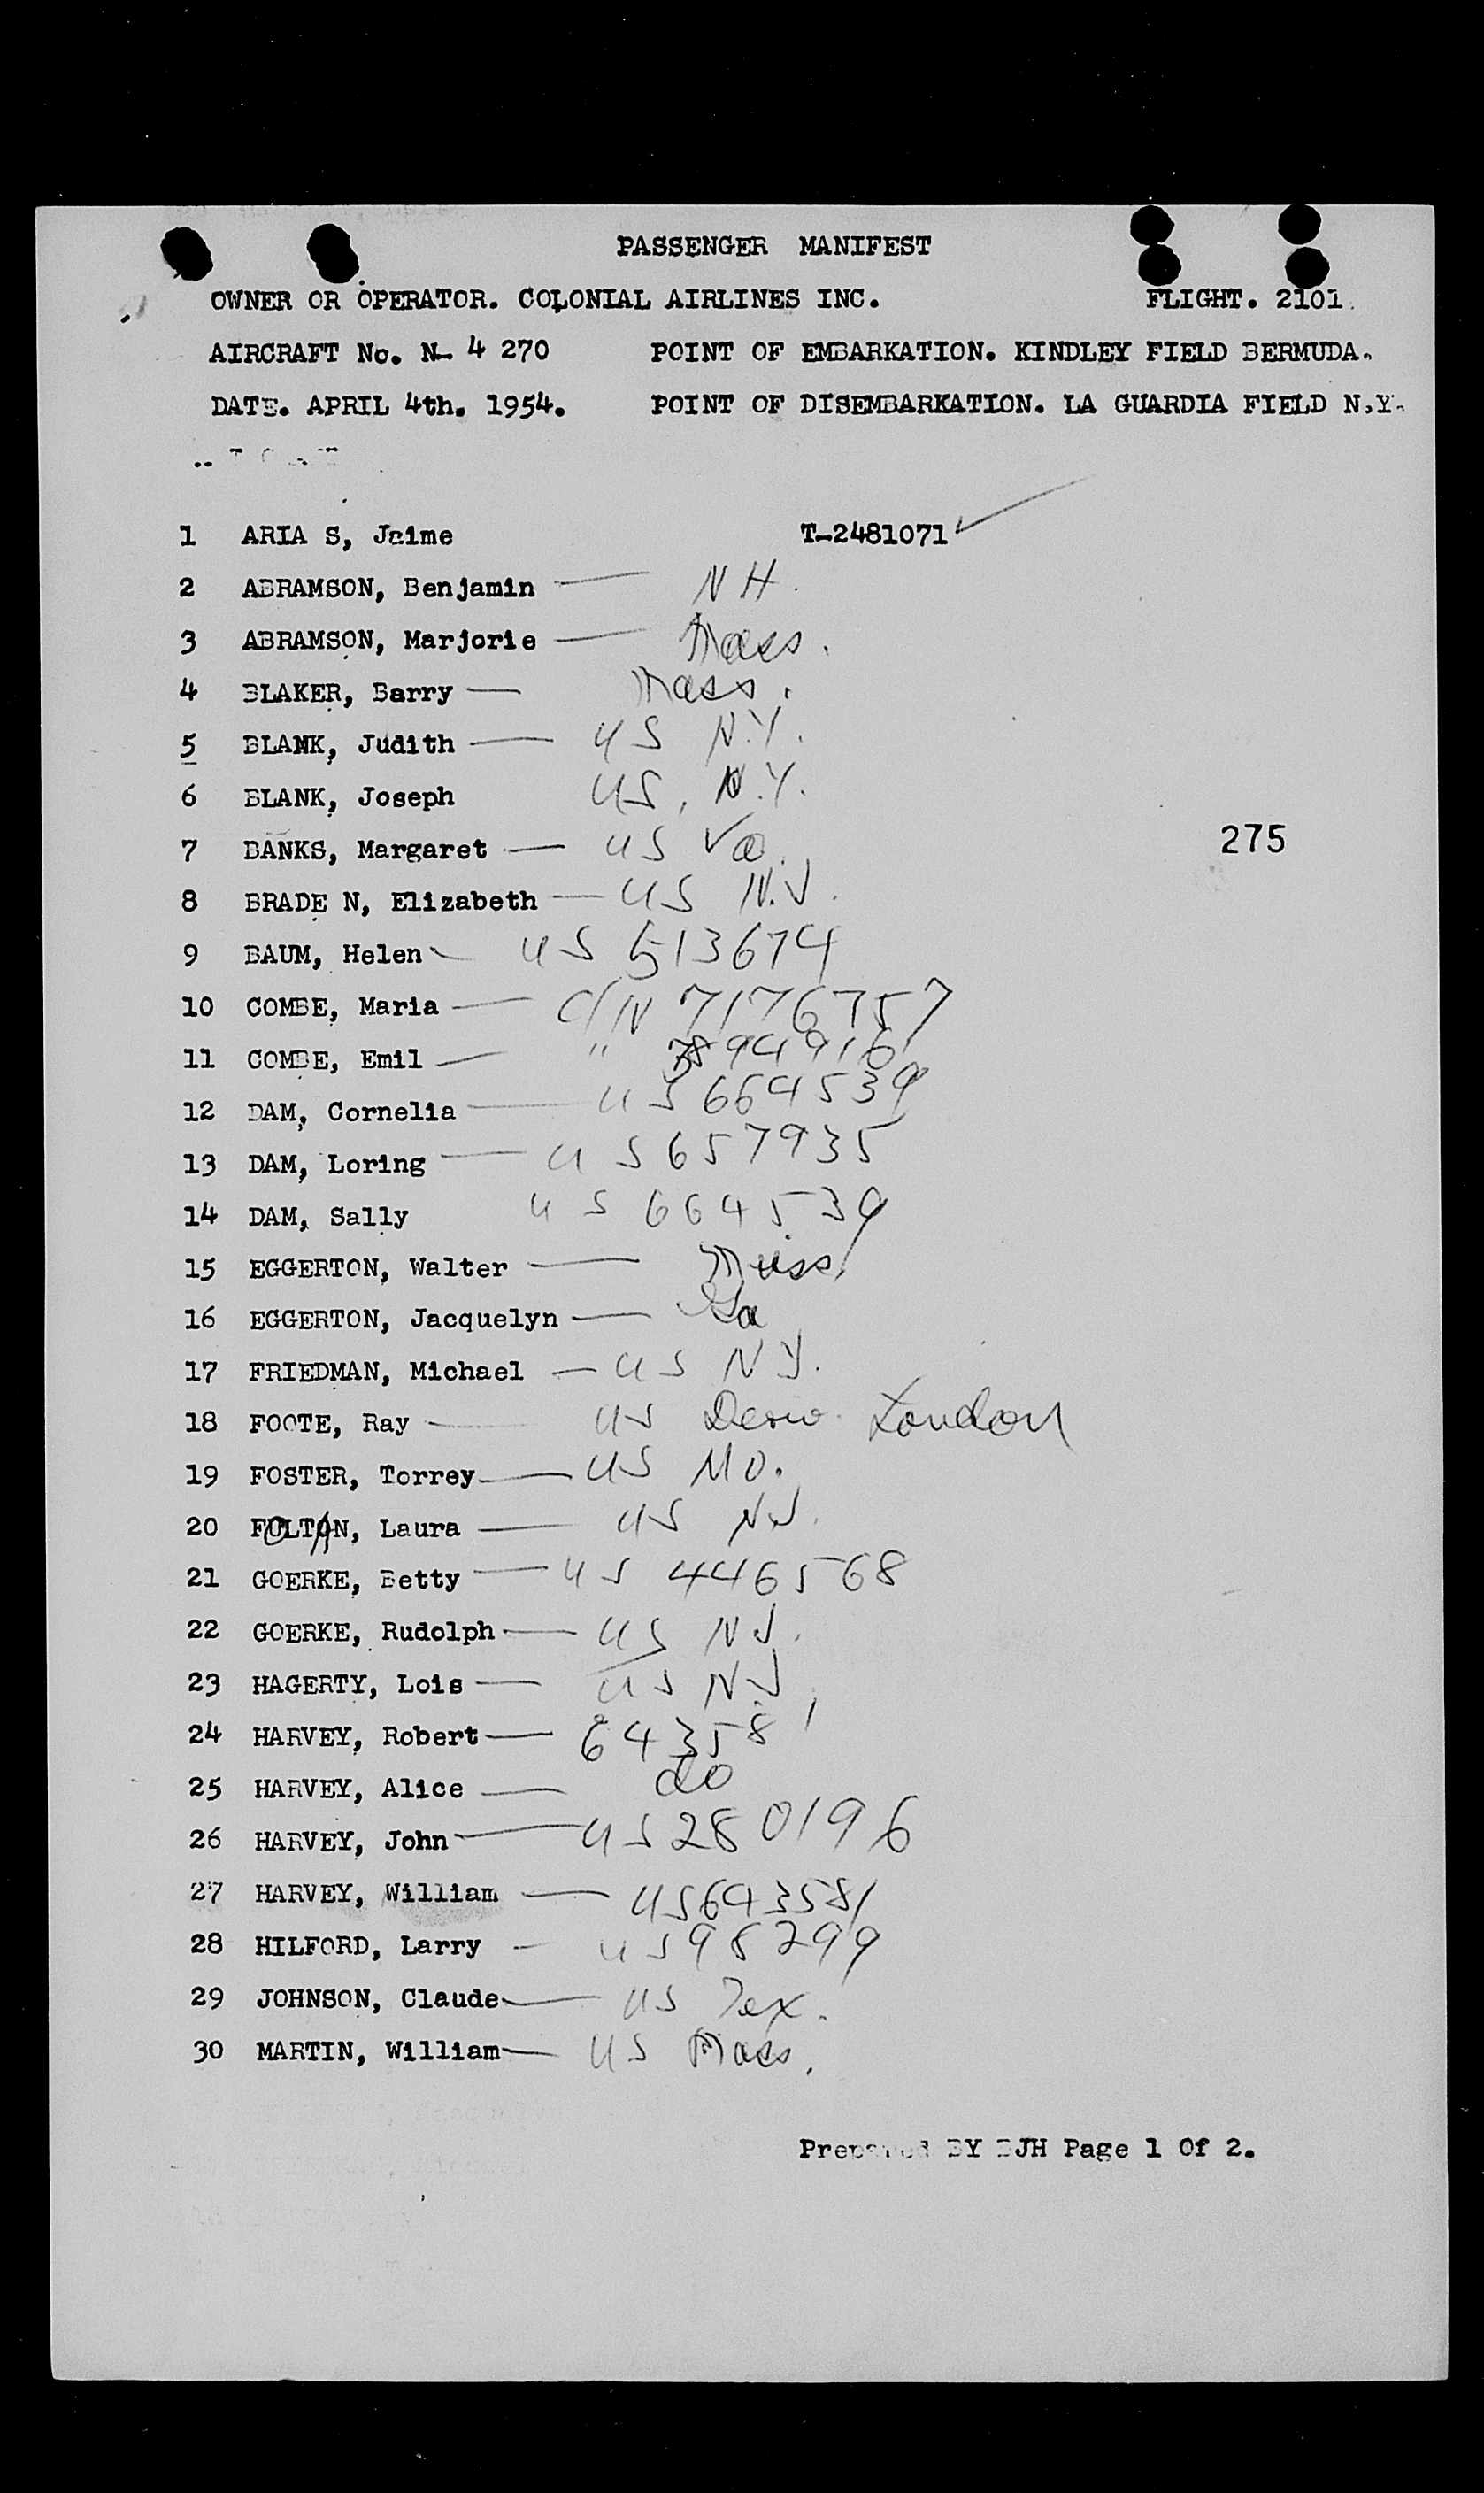 PASSENGER MANIFEST
OWNER OR OPERATOR. COLONIAL AIRLINES INC. FLIGHT. 2101.
AIRCRAFT No. N- 4 270 POINT OF EMBARKATION. KINDLEY FIELD BERMUDA.
DATE. APRIL 4th. 1954. POINT OF DISEMBARKATION. LA GUARDIA FIELD N.Y.
1 ARIA S, Jaime T-2481071 ✓
2 ABRAMSON, Benjamin — NH.
3 ABRAMSON, Marjorie — Mass.
4 BLAKER, Barry — Mass.
5 BLANK, Judith — US N.Y.
6 BLANK, Joseph US, N.Y.
7 BANKS, Margaret — US Va.
275
8 BRADE N, Elizabeth — US N.J.
9 BAUM, Helen — US 513674
10 COMBE, Maria — C/N 7176757
11 COMBE, Emil — "
12 DAM, Cornelia — US 664539
13 DAM, Loring — US 657935
14 DAM, Sally US 664539
15 EGGERTON, Walter — Miss.
16 EGGERTON, Jacquelyn — Ga
17 FRIEDMAN, Michael — US NY.
18 FOOTE, Ray — US London
19 FOSTER, Torrey — US MO.
20 FOLTAN, Laura — US NJ.
21 GOERKE, Betty — US 446568
22 GOERKE, Rudolph — US NJ.
23 HAGERTY, Lois — US NJ.
24 HARVEY, Robert — 643581
25 HARVEY, Alice — do
26 HARVEY, John — US 280196
27 HARVEY, William — US 643581
28 HILFORD, Larry — US 98299
29 JOHNSON, Claude — US Tex.
30 MARTIN, William — US Mass.
Prepared BY BJH Page 1 Of 2.